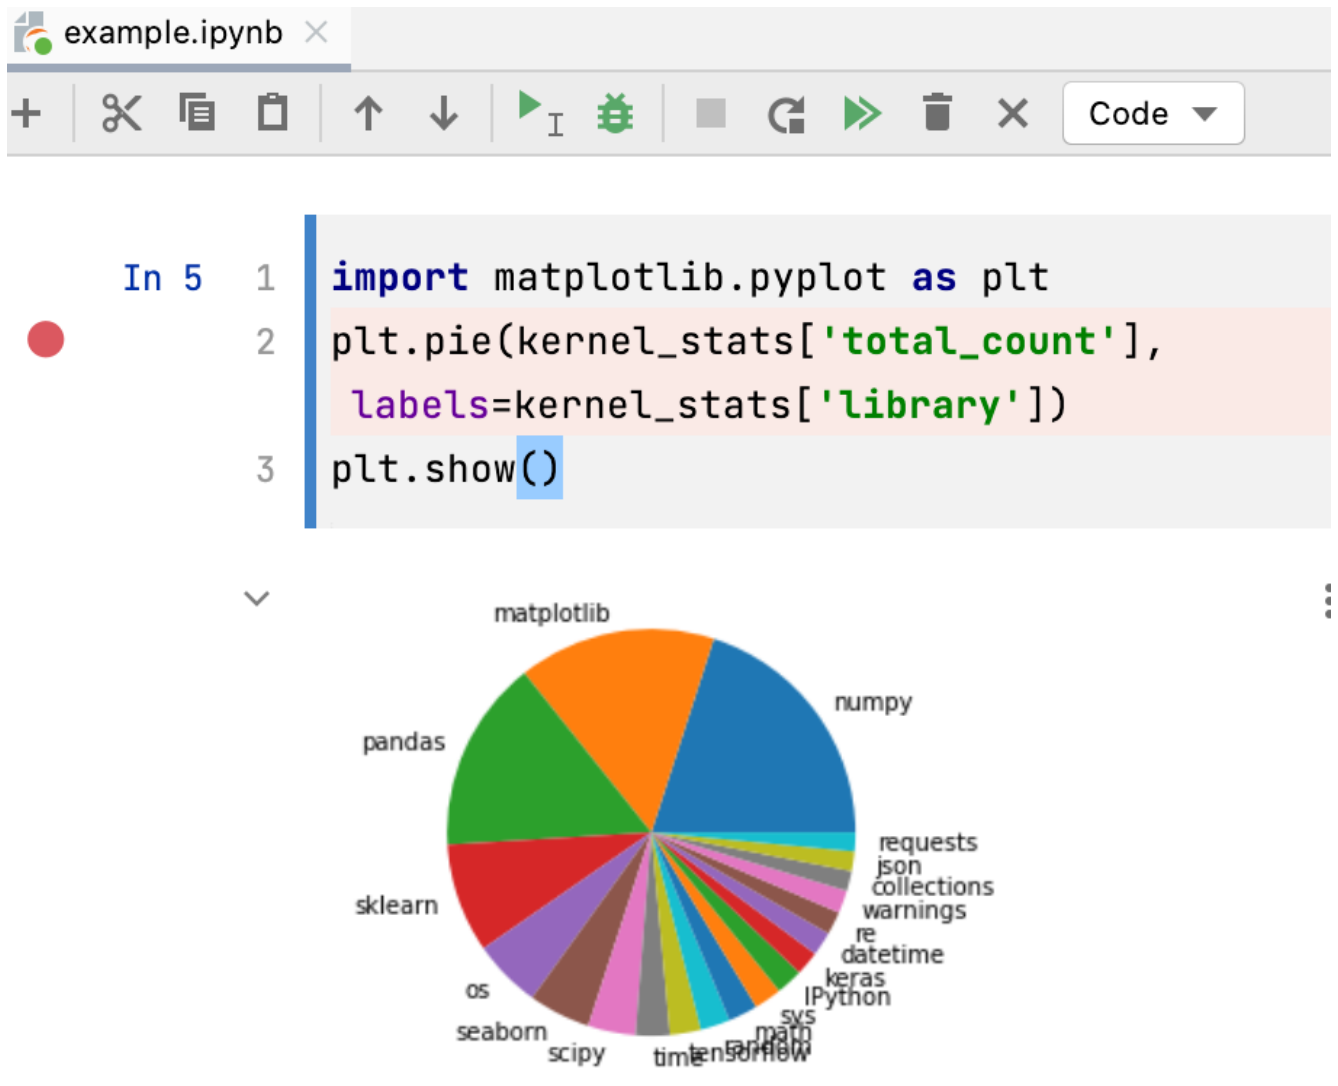 example.ipynb
Code
In 5
1 import matplotlib.pyplot as plt
2 plt.pie(kernel_stats['total_count'],
labels=kernel_stats['library'])
3 plt.show()
matplotlib
numpy
pandas
requests
json
collections
sklearn
warnings
re
datetime
keras
os
IPython
sys
seaborn
math
random
scipy
time
tensorflow